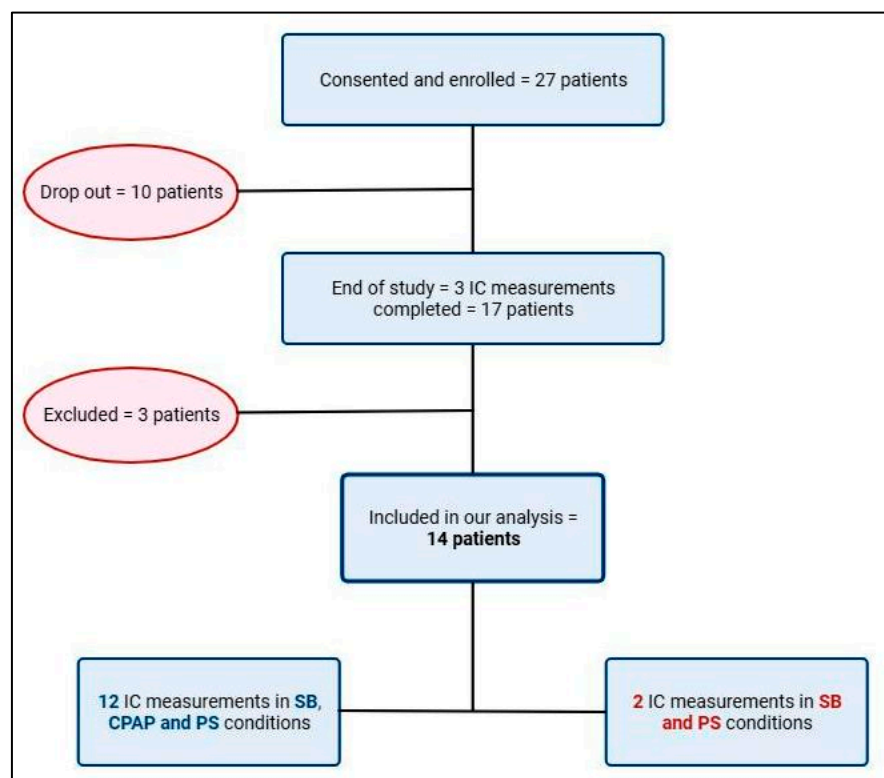 Consented and enrolled = 27 patients
Drop out = 10 patients
End of study = 3 IC measurements
completed = 17 patients
Excluded = 3 patients
Included in our analysis =
14 patients
12 IC measurements in SB,
CPAP and PS conditions
2 IC measurements in SB
and PS conditions